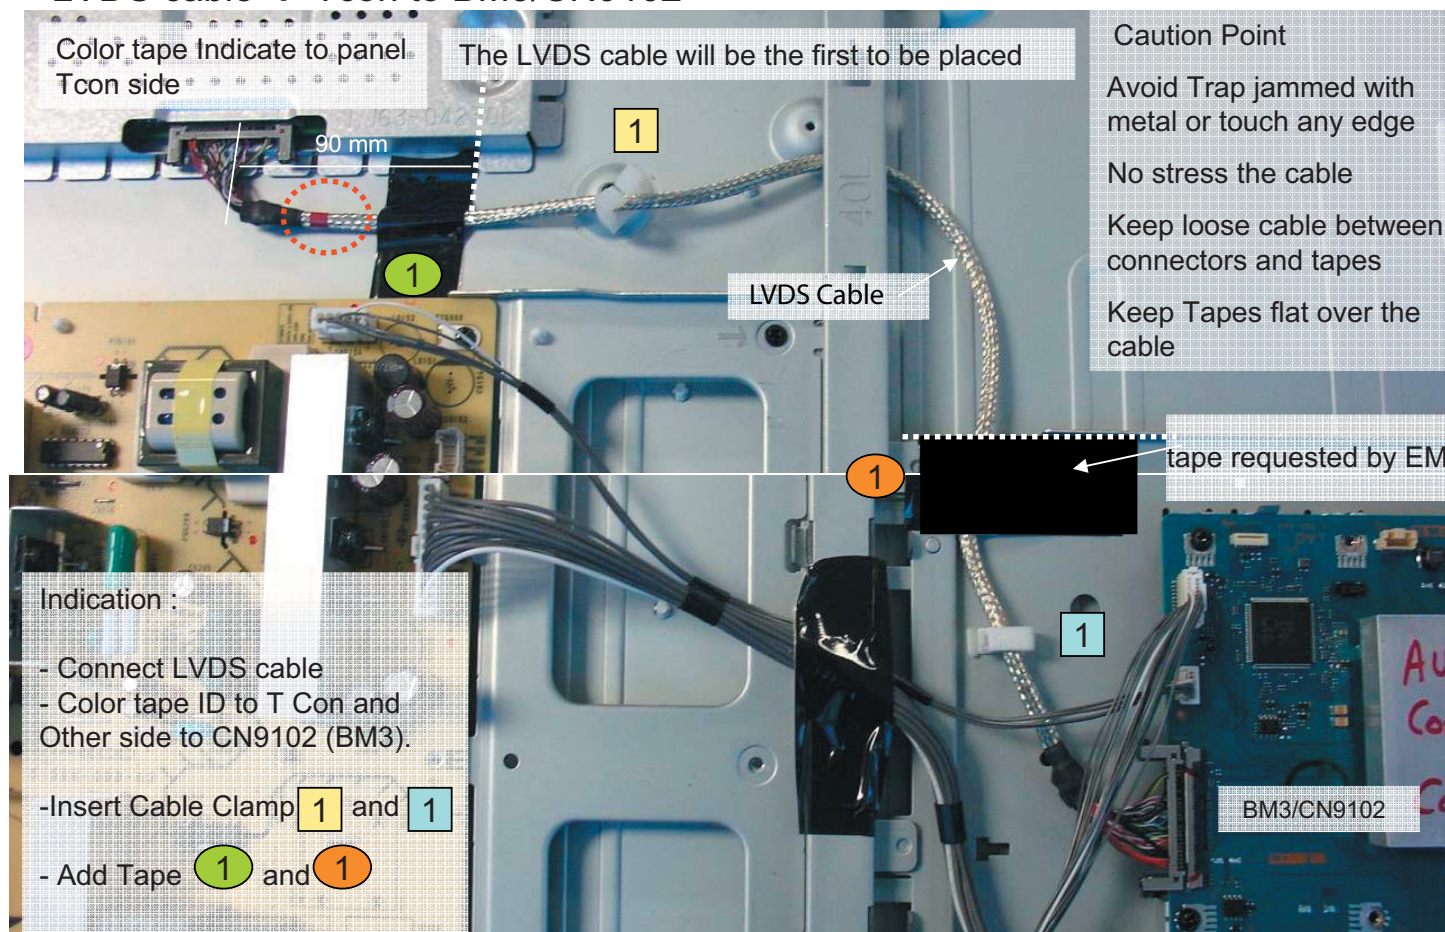 Color tape Indicate to panel
Tcon side
The LVDS cable will be the first to be placed
Caution Point
Avoid Trap jammed with
metal or touch any edge
No stress the cable
Keep loose cable between
connectors and tapes
Keep Tapes flat over the
cable
90 mm
1
1
40L
LVDS Cable
1
tape requested by EM
1
Indication :
- Connect LVDS cable
- Color tape ID to T Con and
Other side to CN9102 (BM3).
-Insert Cable Clamp 1 and 1
- Add Tape 1 and 1
BM3/CN9102